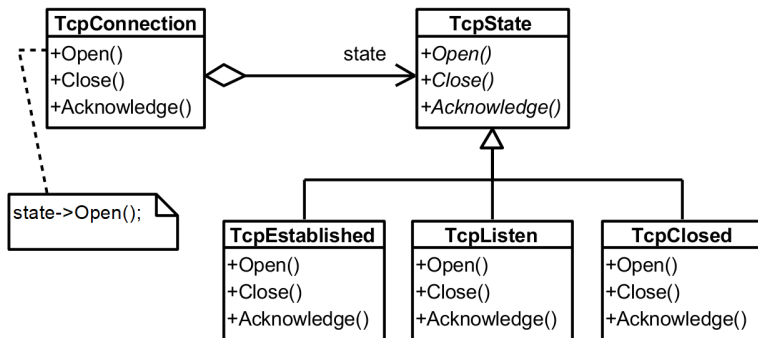 TcpConnection
+Open()
+Close()
+Acknowledge()
state
TcpState
+Open()
+Close()
+Acknowledge()
state->Open();
TcpEstablished
+Open()
+Close()
+Acknowledge()
TcpListen
+Open()
+Close()
+Acknowledge()
TcpClosed
+Open()
+Close()
+Acknowledge()